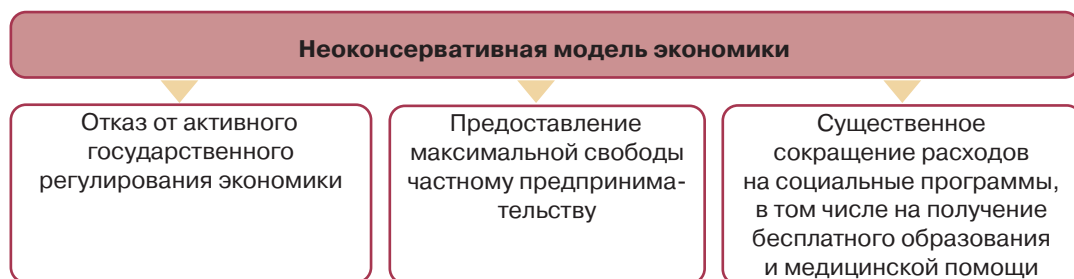 Неоконсервативная модель экономики
Отказ от активного
государственного
регулирования экономики
Предоставление
максимальной свободы
частному предпринима-
тельству
Существенное
сокращение расходов
на социальные программы,
в том числе на получение
бесплатного образования
и медицинской помощи